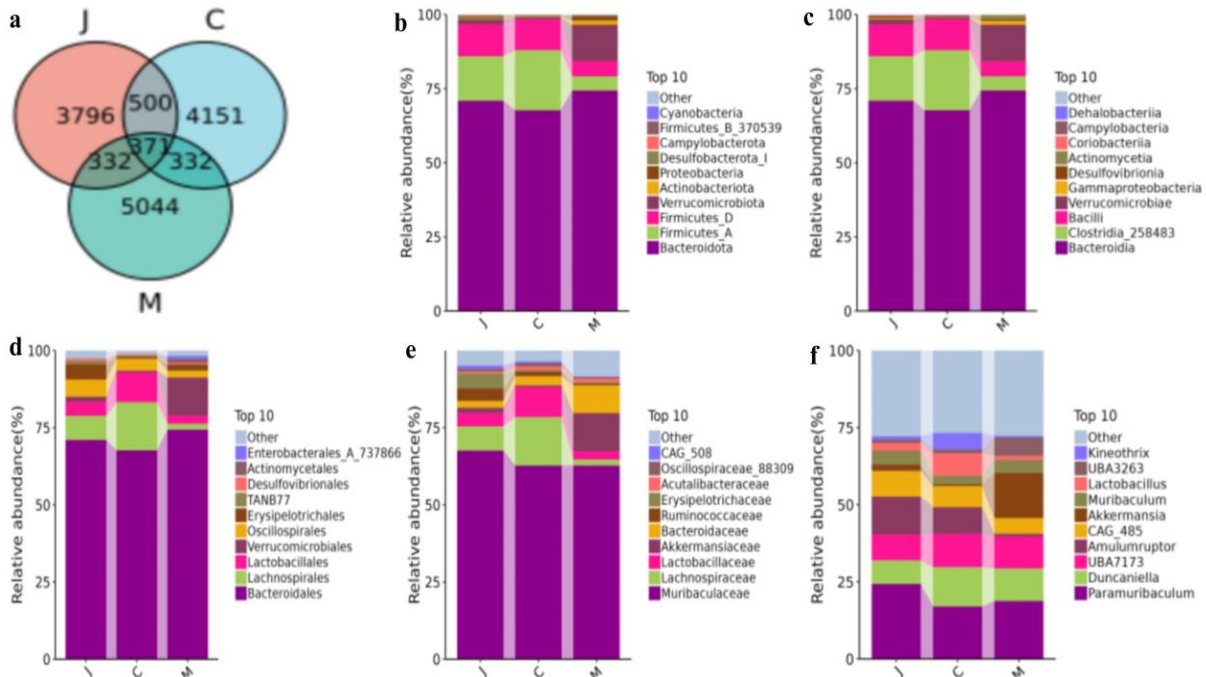 a
J
C
3796
500
4151
371
332
332
5044
M
b
Relative abundance(%)
100
75
50
25
0
J
C
M
Top 10
Other
Cyanobacteria
Firmicutes_B_370539
Campylobacterota
Desulfobacterota_I
Proteobacteria
Actinobacteriota
Verrucomicrobiota
Firmicutes_D
Firmicutes_A
Bacteroidota
c
Relative abundance(%)
100
75
50
25
0
J
C
M
Top 10
Other
Dehalobacteriia
Campylobacteria
Coriobacteriia
Actinomycetia
Desulfovibrionia
Gammaproteobacteria
Verrucomicrobiae
Bacilli
Clostridia_258483
Bacteroidia
d
Relative abundance(%)
100
75
50
25
0
J
C
M
Top 10
Other
Enterobacterales_A_737866
Actinomycetales
Desulfovibrionales
TANB77
Erysipelotrichales
Oscillospirales
Verrucomicrobiales
Lactobacillales
Lachnospirales
Bacteroidales
e
Relative abundance(%)
100
75
50
25
0
J
C
M
Top 10
Other
CAG_508
Oscillospiraceae_88309
Acutalibacteraceae
Erysipelotrichaceae
Ruminococcaceae
Bacteroidaceae
Akkermansiaceae
Lactobacillaceae
Lachnospiraceae
Muribaculaceae
f
Relative abundance(%)
100
75
50
25
0
J
C
M
Top 10
Other
Kineothrix
UBA3263
Lactobacillus
Muribaculum
Akkermansia
CAG_485
Amulumruptor
UBA7173
Duncaniella
Paramuribaculum